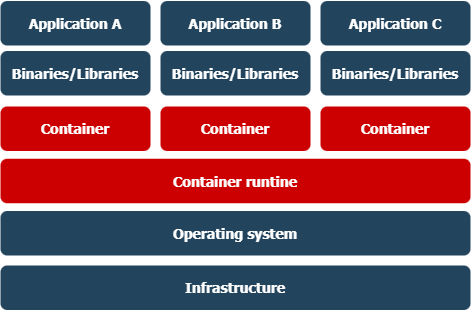 Application A
Application B
Application C
Binaries/Libraries
Binaries/Libraries
Binaries/Libraries
Container
Container
Container
Container runtime
Operating system
Infrastructure